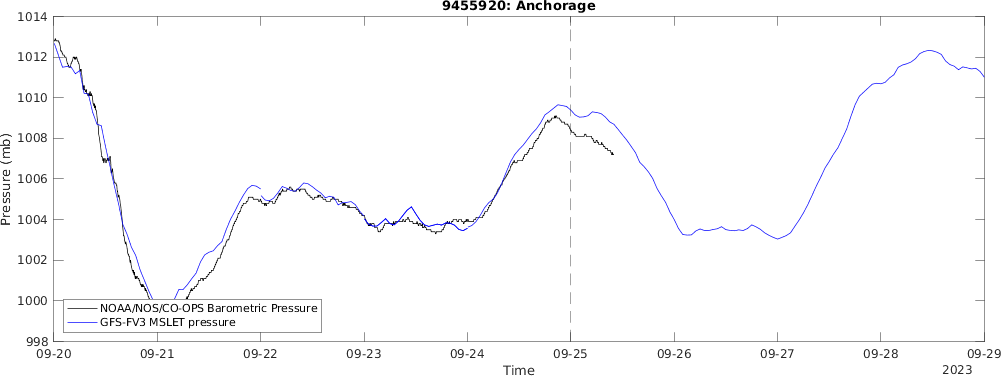 9455920: Anchorage
1014
1012
1010
1008
1006
1004
1002
1000
998
Pressure (mb)
NOAA/NOS/CO-OPS Barometric Pressure
GFS-FV3 MSLET pressure
09-20 09-21 09-22 09-23 09-24 09-25 09-26 09-27 09-28 09-29
Time
2023